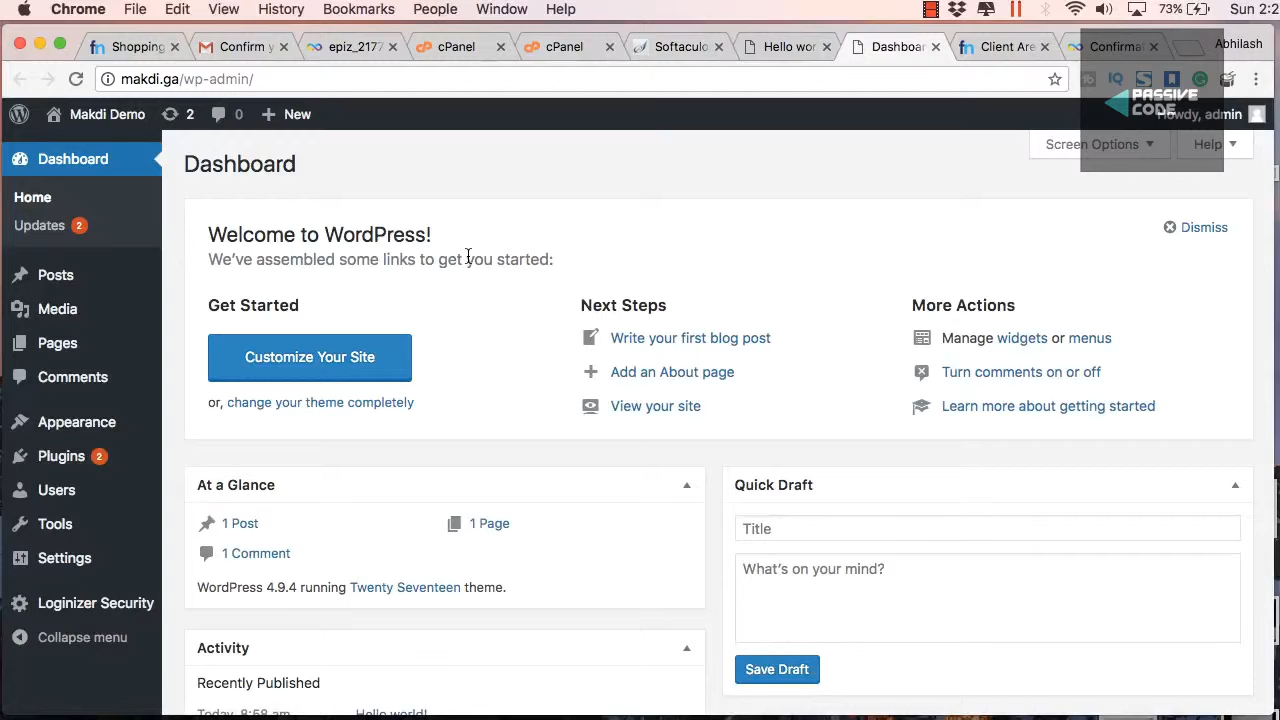 Chrome File Edit View History Bookmarks People Window Help 73% Sun 2:2
Shopping Confirm y epiz_2177 cPanel cPanel Softaculo Hello wor Dashboar Client Are Confirmat Abhilash
makdi.ga/wp-admin/
PASSIVE CODE
Makdi Demo 2 0 New Howdy, admin
Screen Options Help
Dashboard
Home
Updates 2
Posts
Media
Pages
Comments
Appearance
Plugins 2
Users
Tools
Settings
Loginizer Security
Collapse menu
Dashboard
Welcome to WordPress!
We've assembled some links to get you started:
Dismiss
Get Started
Customize Your Site
or, change your theme completely
Next Steps
Write your first blog post
Add an About page
View your site
More Actions
Manage widgets or menus
Turn comments on or off
Learn more about getting started
At a Glance
1 Post 1 Page
1 Comment
WordPress 4.9.4 running Twenty Seventeen theme.
Activity
Recently Published
Today, 8:58 am Hello world!
Quick Draft
Title
What's on your mind?
Save Draft